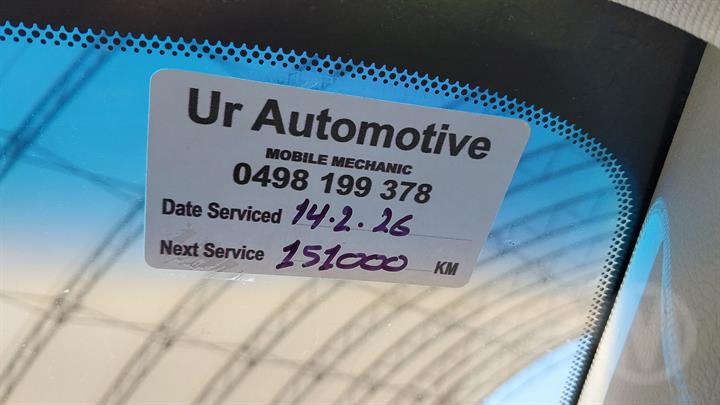 Ur Automotive
MOBILE MECHANIC
0498 199 378
Date Serviced 14.2.26
Next Service 151000 KM